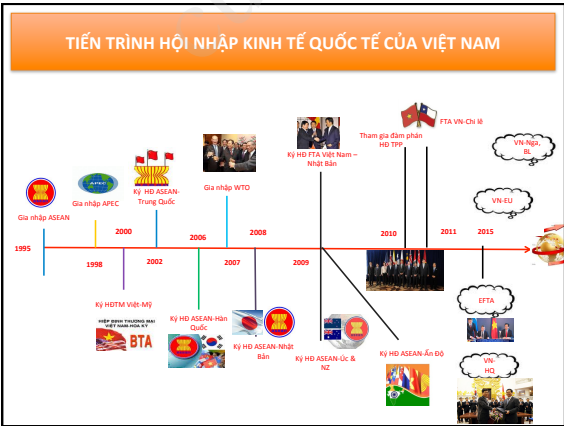 TIẾN TRÌNH HỘI NHẬP KINH TẾ QUỐC TẾ CỦA VIỆT NAM
FTA VN-Chi lê
Tham gia đàm phán
HĐ TPP
VN-Nga,
BL
Ký HĐ FTA Việt Nam –
Nhật Bản
Ký HĐ ASEAN-
Trung Quốc
Gia nhập WTO
APEC
Gia nhập APEC
Gia nhập ASEAN
VN-EU
1995
2000
2006
2008
2010
2011
2015
1998
2002
2007
2009
Ký HĐTM Việt-Mỹ
HIỆP ĐỊNH THƯƠNG MẠI
VIỆT NAM-HOA KỲ
BTA
Ký HĐ ASEAN-Hàn
Quốc
Ký HĐ ASEAN-Nhật
Bản
Ký HĐ ASEAN-Úc &
NZ
Ký HĐ ASEAN-Ấn Độ
EFTA
VN-
HQ